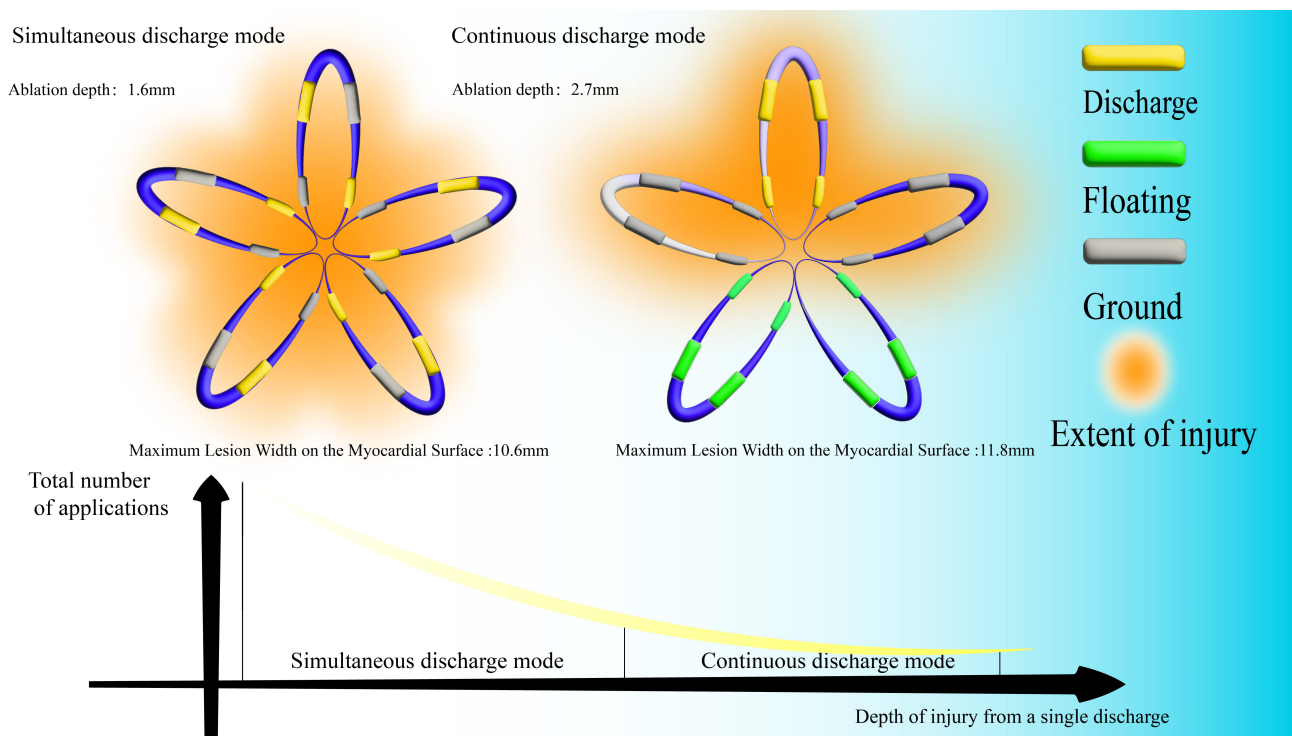 Simultaneous discharge mode
Ablation depth： 1.6mm
Continuous discharge mode
Ablation depth： 2.7mm
Discharge
Floating
Ground
Extent of injury
Maximum Lesion Width on the Myocardial Surface :10.6mm
Maximum Lesion Width on the Myocardial Surface :11.8mm
Total number
of applications
Simultaneous discharge mode
Continuous discharge mode
Depth of injury from a single discharge